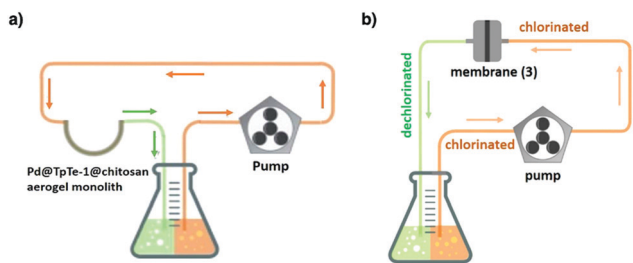 a)
Pd@TpTe-1@chitosan
aerogel monolith
Pump
b)
chlorinated
membrane (3)
dechlorinated
chlorinated
pump